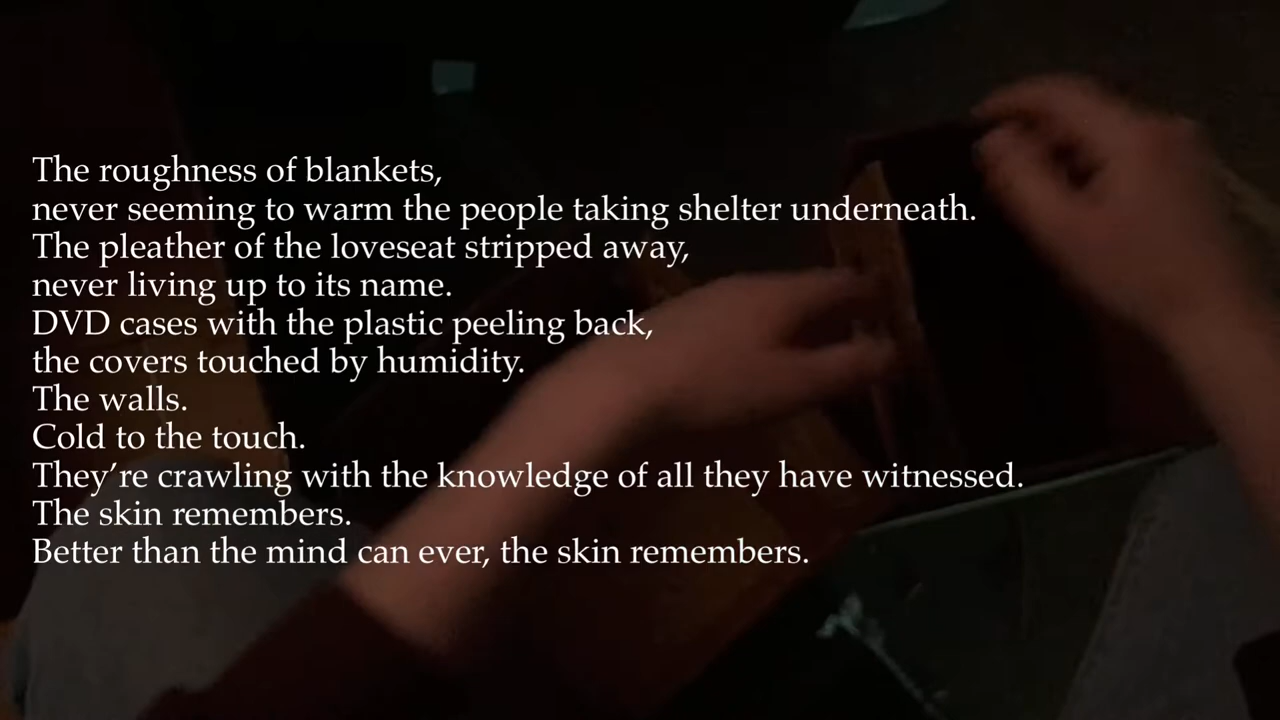 The roughness of blankets,
never seeming to warm the people taking shelter underneath.
The pleather of the loveseat stripped away,
never living up to its name.
DVD cases with the plastic peeling back,
the covers touched by humidity.
The walls.
Cold to the touch.
They’re crawling with the knowledge of all they have witnessed.
The skin remembers.
Better than the mind can ever, the skin remembers.